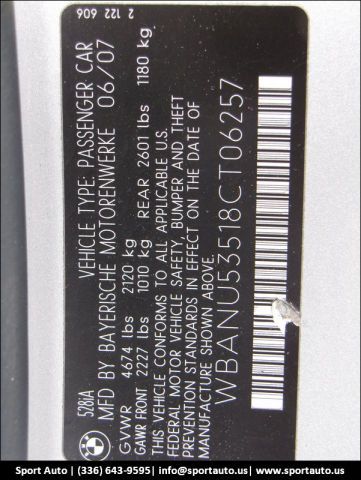 528iA
VEHICLE TYPE: PASSENGER CAR
MFD BY BAYERISCHE MOTORENWERKE 06/07
GVWR 4674 lbs 2120 kg
GAWR FRONT 2227 lbs 1010 kg REAR 2601 lbs 1180 kg
THIS VEHICLE CONFORMS TO ALL APPLICABLE U.S.
FEDERAL MOTOR VEHICLE SAFETY, BUMPER AND THEFT
PREVENTION STANDARDS IN EFFECT ON THE DATE OF
MANUFACTURE SHOWN ABOVE.
WBANU53518CT06257
2 122 606
BMW
Sport Auto | (336) 643-9595| info@sportauto.us | www.sportauto.us